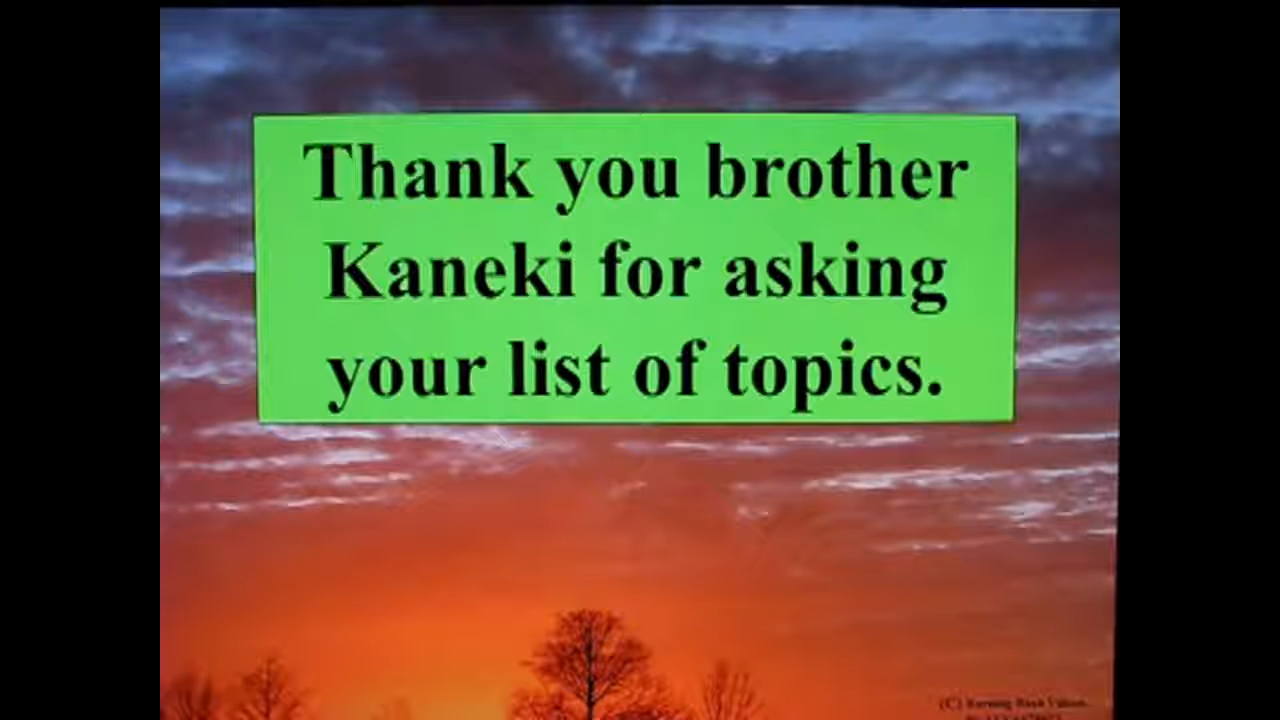 Thank you brother
Kaneki for asking
your list of topics.
(C)